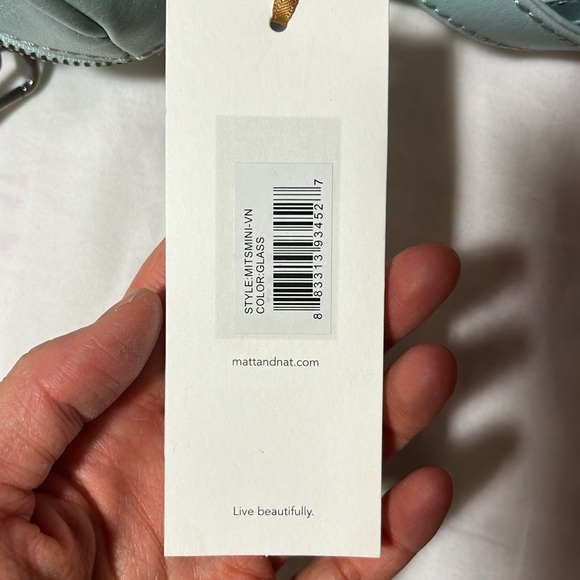 STYLE:MITSMINI-VN
COLOR:GLASS
8 83313 93452 7
mattandnat.com
Live beautifully.